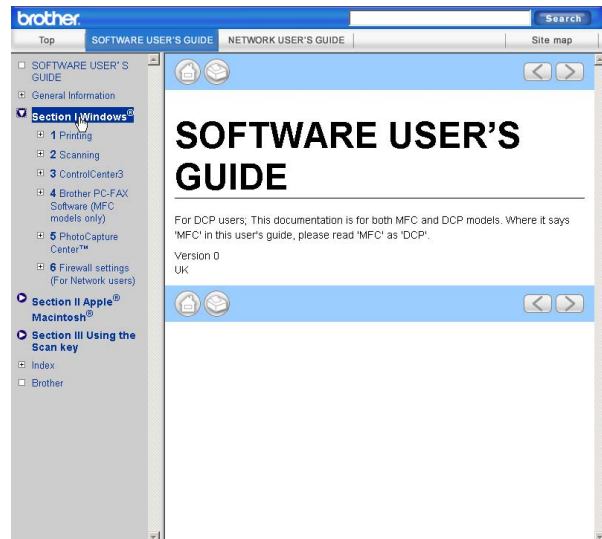 brother.
Search
Top
SOFTWARE USER'S GUIDE
NETWORK USER'S GUIDE
Site map
SOFTWARE USER'S
GUIDE
General Information
Section I Windows®
1 Printing
2 Scanning
3 ControlCenter3
4 Brother PC-FAX
Software (MFC
models only)
5 PhotoCapture
Center™
6 Firewall settings
(For Network users)
Section II Apple®
Macintosh®
Section III Using the
Scan key
Index
Brother
SOFTWARE USER'S
GUIDE
For DCP users; This documentation is for both MFC and DCP models. Where it says
'MFC' in this user's guide, please read 'MFC' as 'DCP'.
Version 0
UK